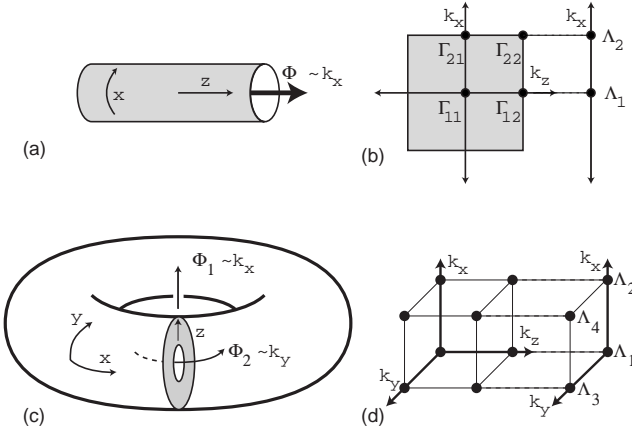 x
z
Φ ~k_x
(a)
k_x
k_x
Γ_21
Γ_22
Λ_2
k_z
Γ_11
Γ_12
Λ_1
(b)
Φ_1 ~k_x
y
x
z
Φ_2 ~k_y
(c)
k_x
k_x
Λ_2
Λ_4
k_z
Λ_1
k_y
k_y
Λ_3
(d)